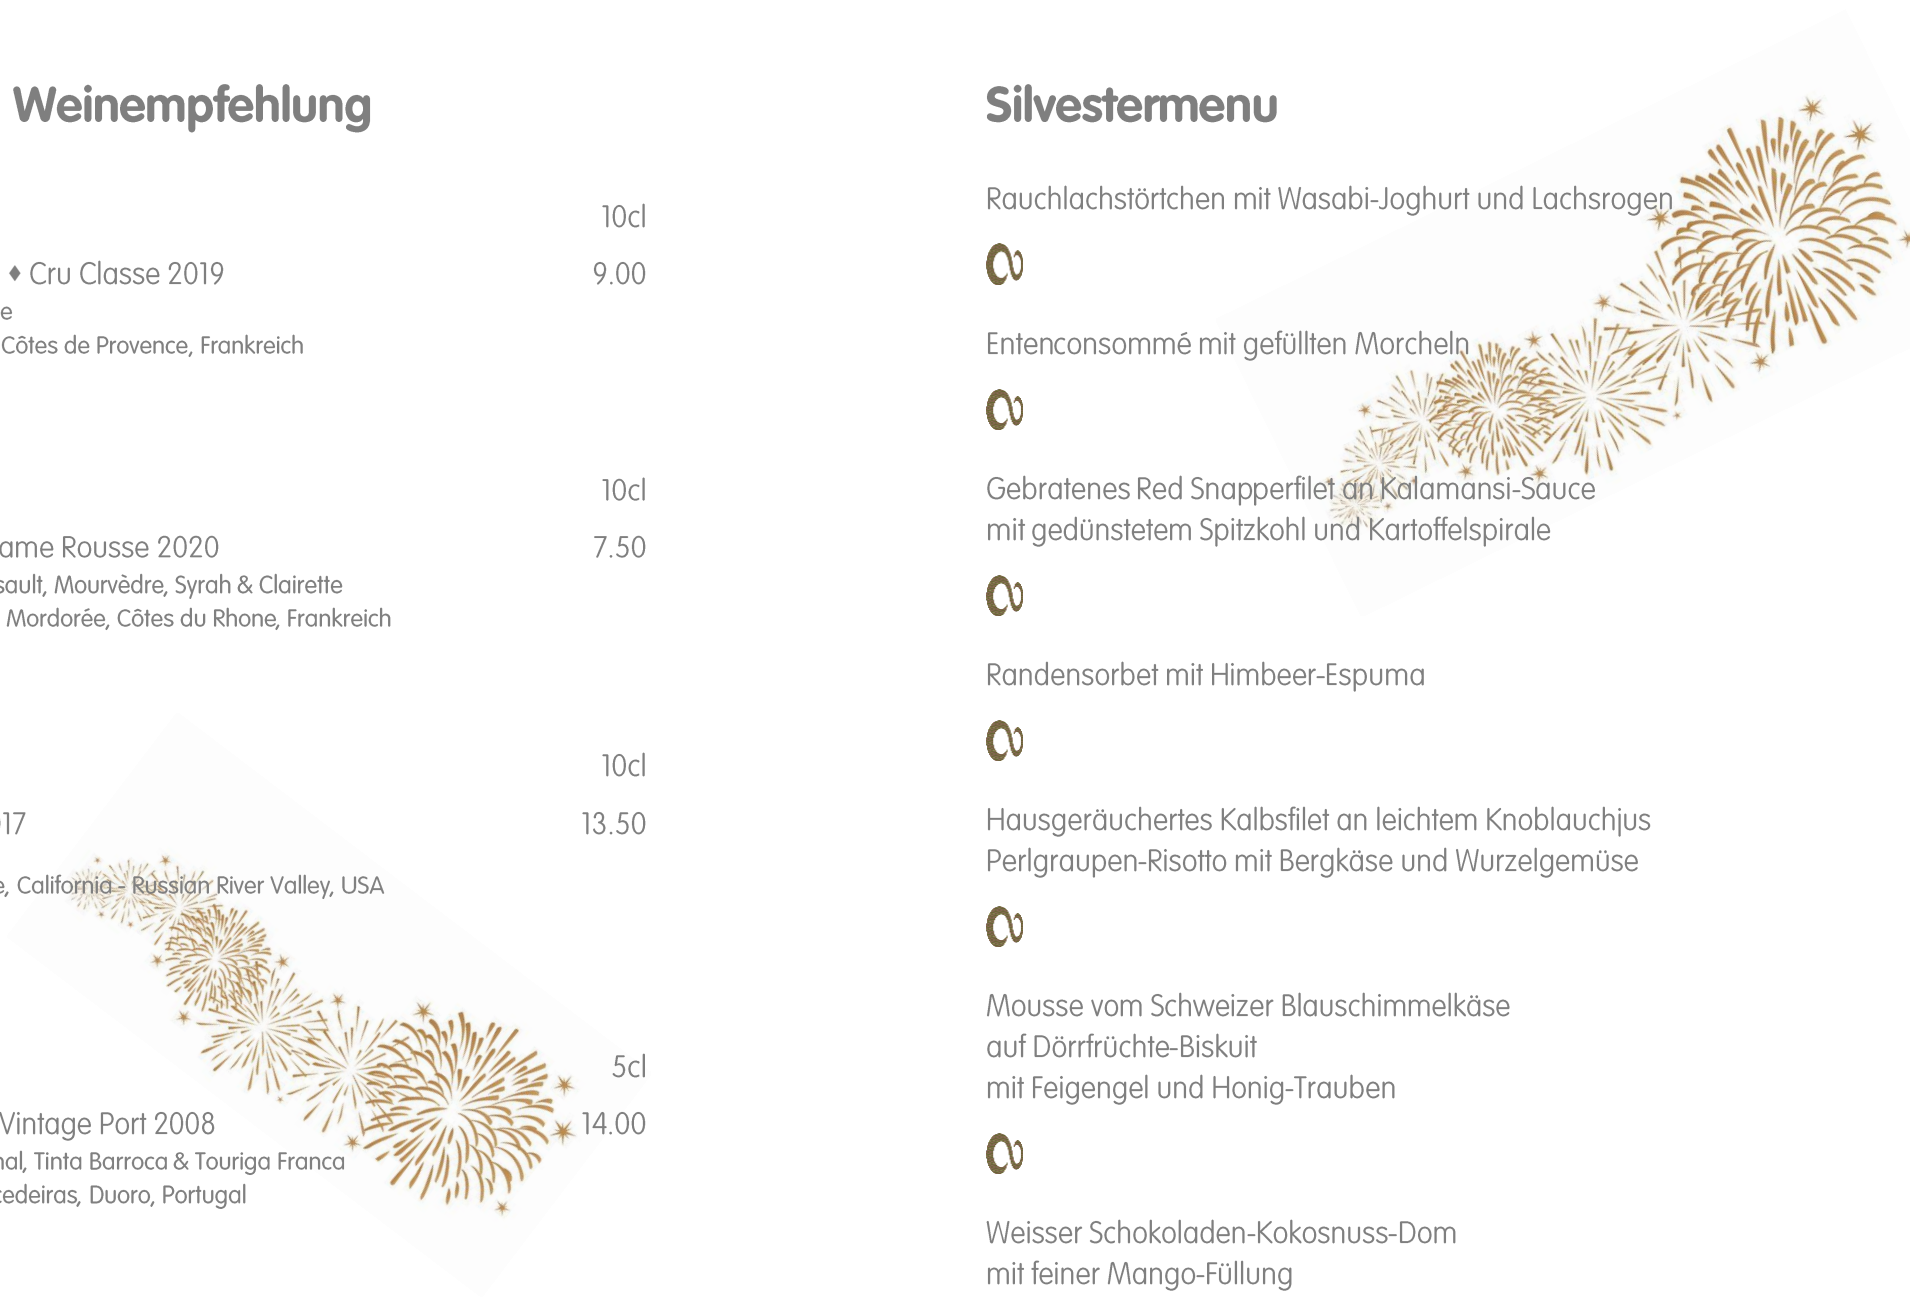 Weinempfehlung
10cl
♦ Cru Classe 2019 9.00
e
Côtes de Provence, Frankreich
10cl
ame Rousse 2020 7.50
sault, Mourvèdre, Syrah & Clairette
Mordorée, Côtes du Rhone, Frankreich
10cl
17 13.50
e, California - Russian River Valley, USA
5cl
Vintage Port 2008 14.00
nal, Tinta Barroca & Touriga Franca
cedeiras, Duoro, Portugal
Silvestermenu
Rauchlachstörtchen mit Wasabi-Joghurt und Lachsrogen
Entenconsommé mit gefüllten Morcheln
Gebratenes Red Snapperfilet an Kalamansi-Sauce
mit gedünstetem Spitzkohl und Kartoffelspirale
Randensorbet mit Himbeer-Espuma
Hausgeräuchertes Kalbsfilet an leichtem Knoblauchjus
Perlgraupen-Risotto mit Bergkäse und Wurzelgemüse
Mousse vom Schweizer Blauschimmelkäse
auf Dörrfrüchte-Biskuit
mit Feigengel und Honig-Trauben
Weisser Schokoladen-Kokosnuss-Dom
mit feiner Mango-Füllung